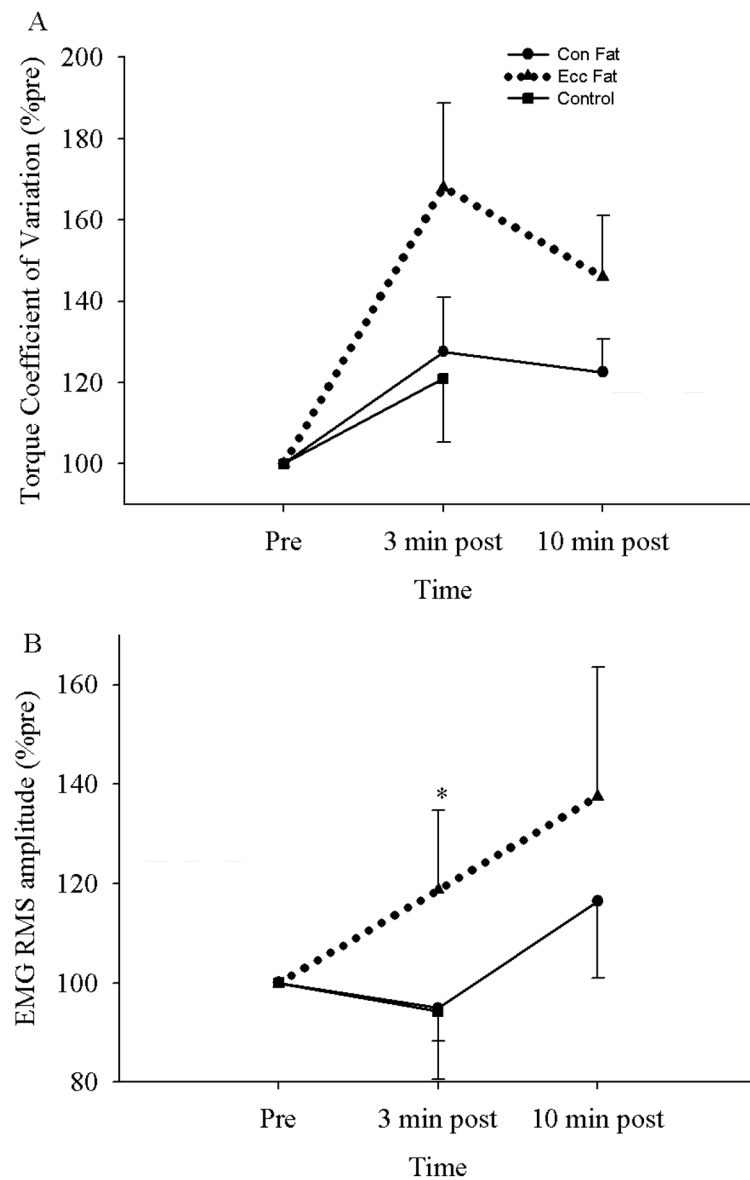 A
Torque Coefficient of Variation (%pre)
200
180
160
140
120
100
Con Fat
Ecc Fat
Control
Pre
3 min post
10 min post
Time
B
EMG RMS amplitude (%pre)
160
140
120
100
80
*
Pre
3 min post
10 min post
Time